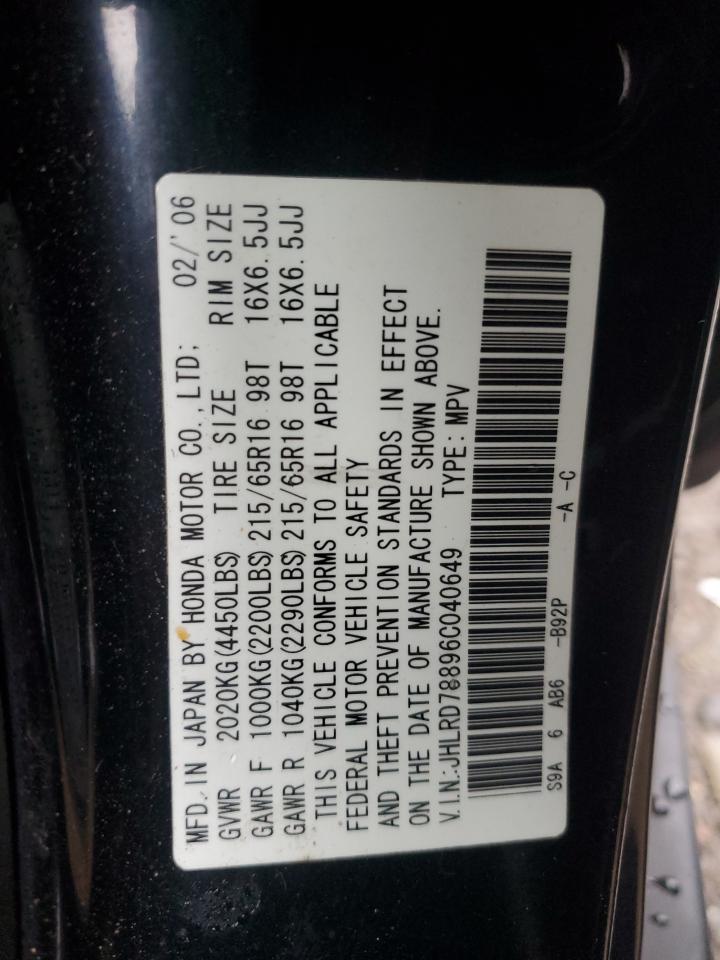 MFD. IN JAPAN BY HONDA MOTOR CO., LTD; 02/'06
GVWR 2020KG(4450LBS) TIRE SIZE RIM SIZE
GAWR F 1000KG(2200LBS) 215/65R16 98T 16X6.5JJ
GAWR R 1040KG(2290LBS) 215/65R16 98T 16X6.5JJ
THIS VEHICLE CONFORMS TO ALL APPLICABLE
FEDERAL MOTOR VEHICLE SAFETY
AND THEFT PREVENTION STANDARDS IN EFFECT
ON THE DATE OF MANUFACTURE SHOWN ABOVE.
V.I.N.:JHLRD78896C040649 TYPE: MPV
S9A 6 AB6 -B92P -A -C